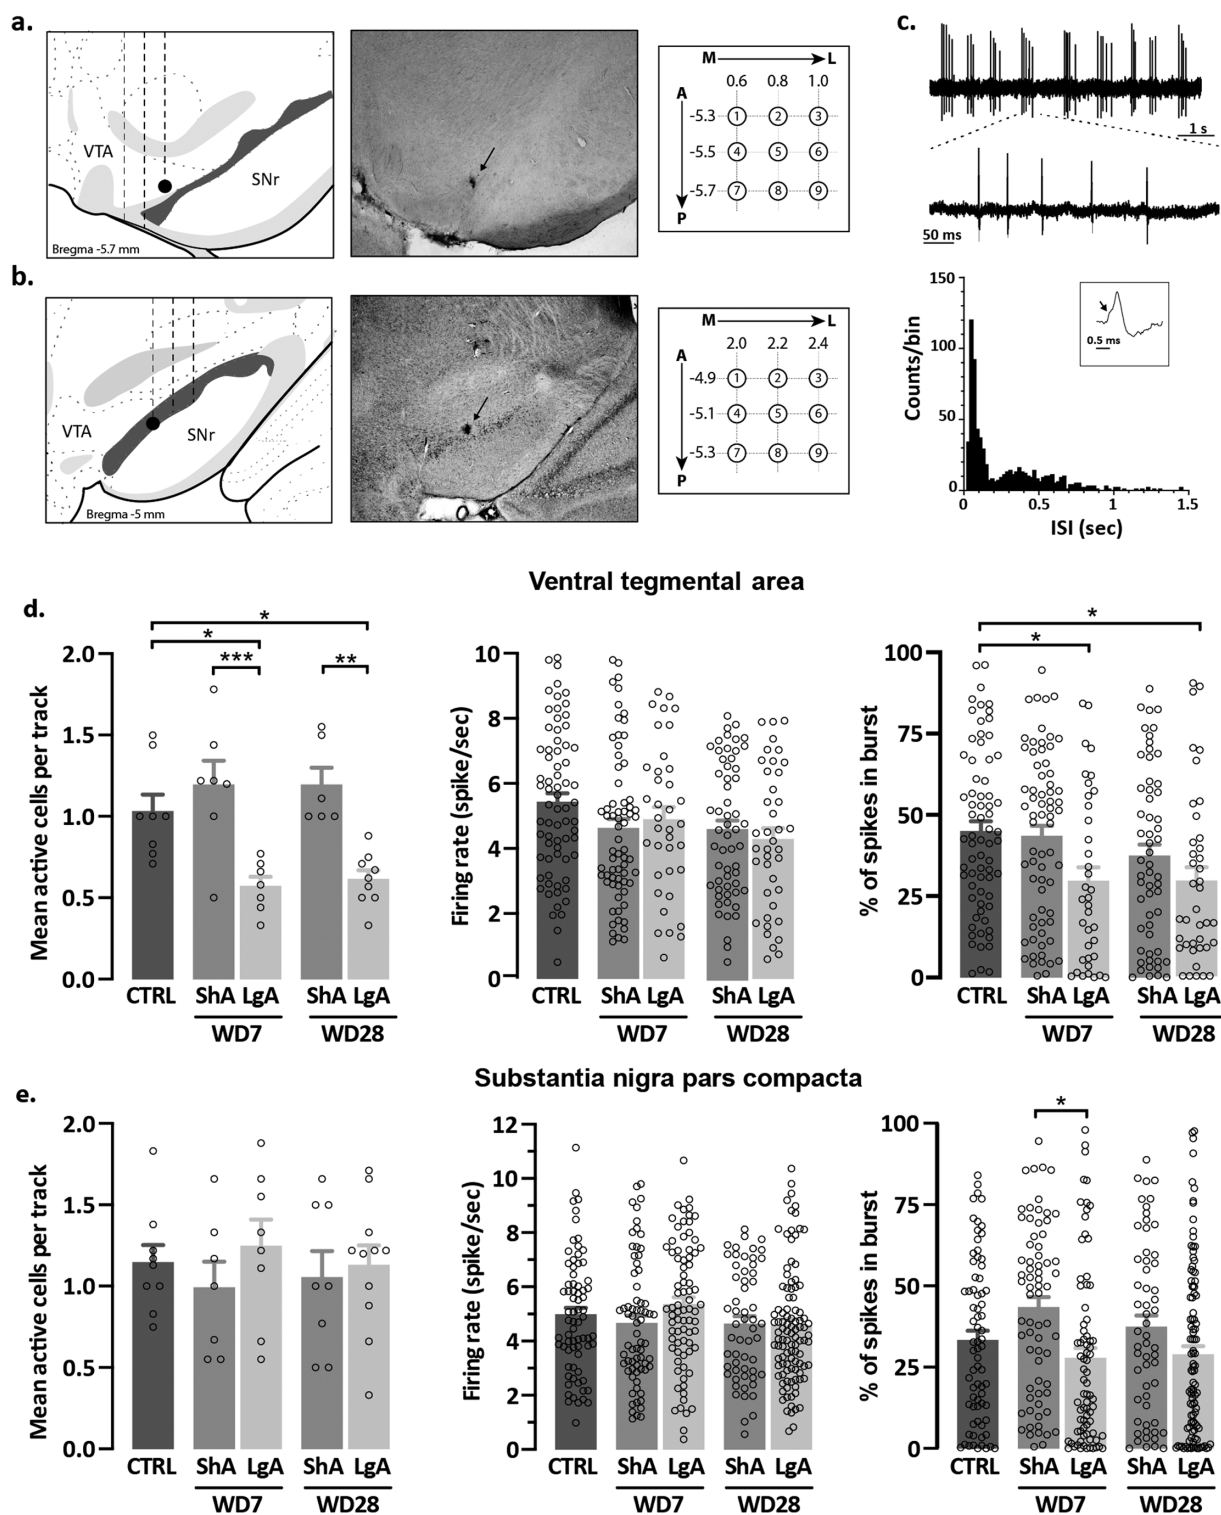 a.
VTA
SNr
Bregma -5.7 mm
M L
0.6 0.8 1.0
A
-5.3 1 2 3
-5.5 4 5 6
-5.7 7 8 9
P
c.
1 s
50 ms
b.
VTA
SNr
Bregma -5 mm
M L
2.0 2.2 2.4
A
-4.9 1 2 3
-5.1 4 5 6
-5.3 7 8 9
P
Counts/bin
150
100
50
0
0 0.5 1 1.5
ISI (sec)
0.5 ms
Ventral tegmental area
d.
Mean active cells per track
2.0
1.5
1.0
0.5
0.0
* * *** **
CTRL ShA LgA ShA LgA
WD7 WD28
Firing rate (spike/sec)
10
8
6
4
2
0
CTRL ShA LgA ShA LgA
WD7 WD28
% of spikes in burst
100
75
50
25
0
* *
CTRL ShA LgA ShA LgA
WD7 WD28
Substantia nigra pars compacta
e.
Mean active cells per track
2.0
1.5
1.0
0.5
0.0
CTRL ShA LgA ShA LgA
WD7 WD28
Firing rate (spike/sec)
12
10
8
6
4
2
0
CTRL ShA LgA ShA LgA
WD7 WD28
% of spikes in burst
100
75
50
25
0
*
CTRL ShA LgA ShA LgA
WD7 WD28